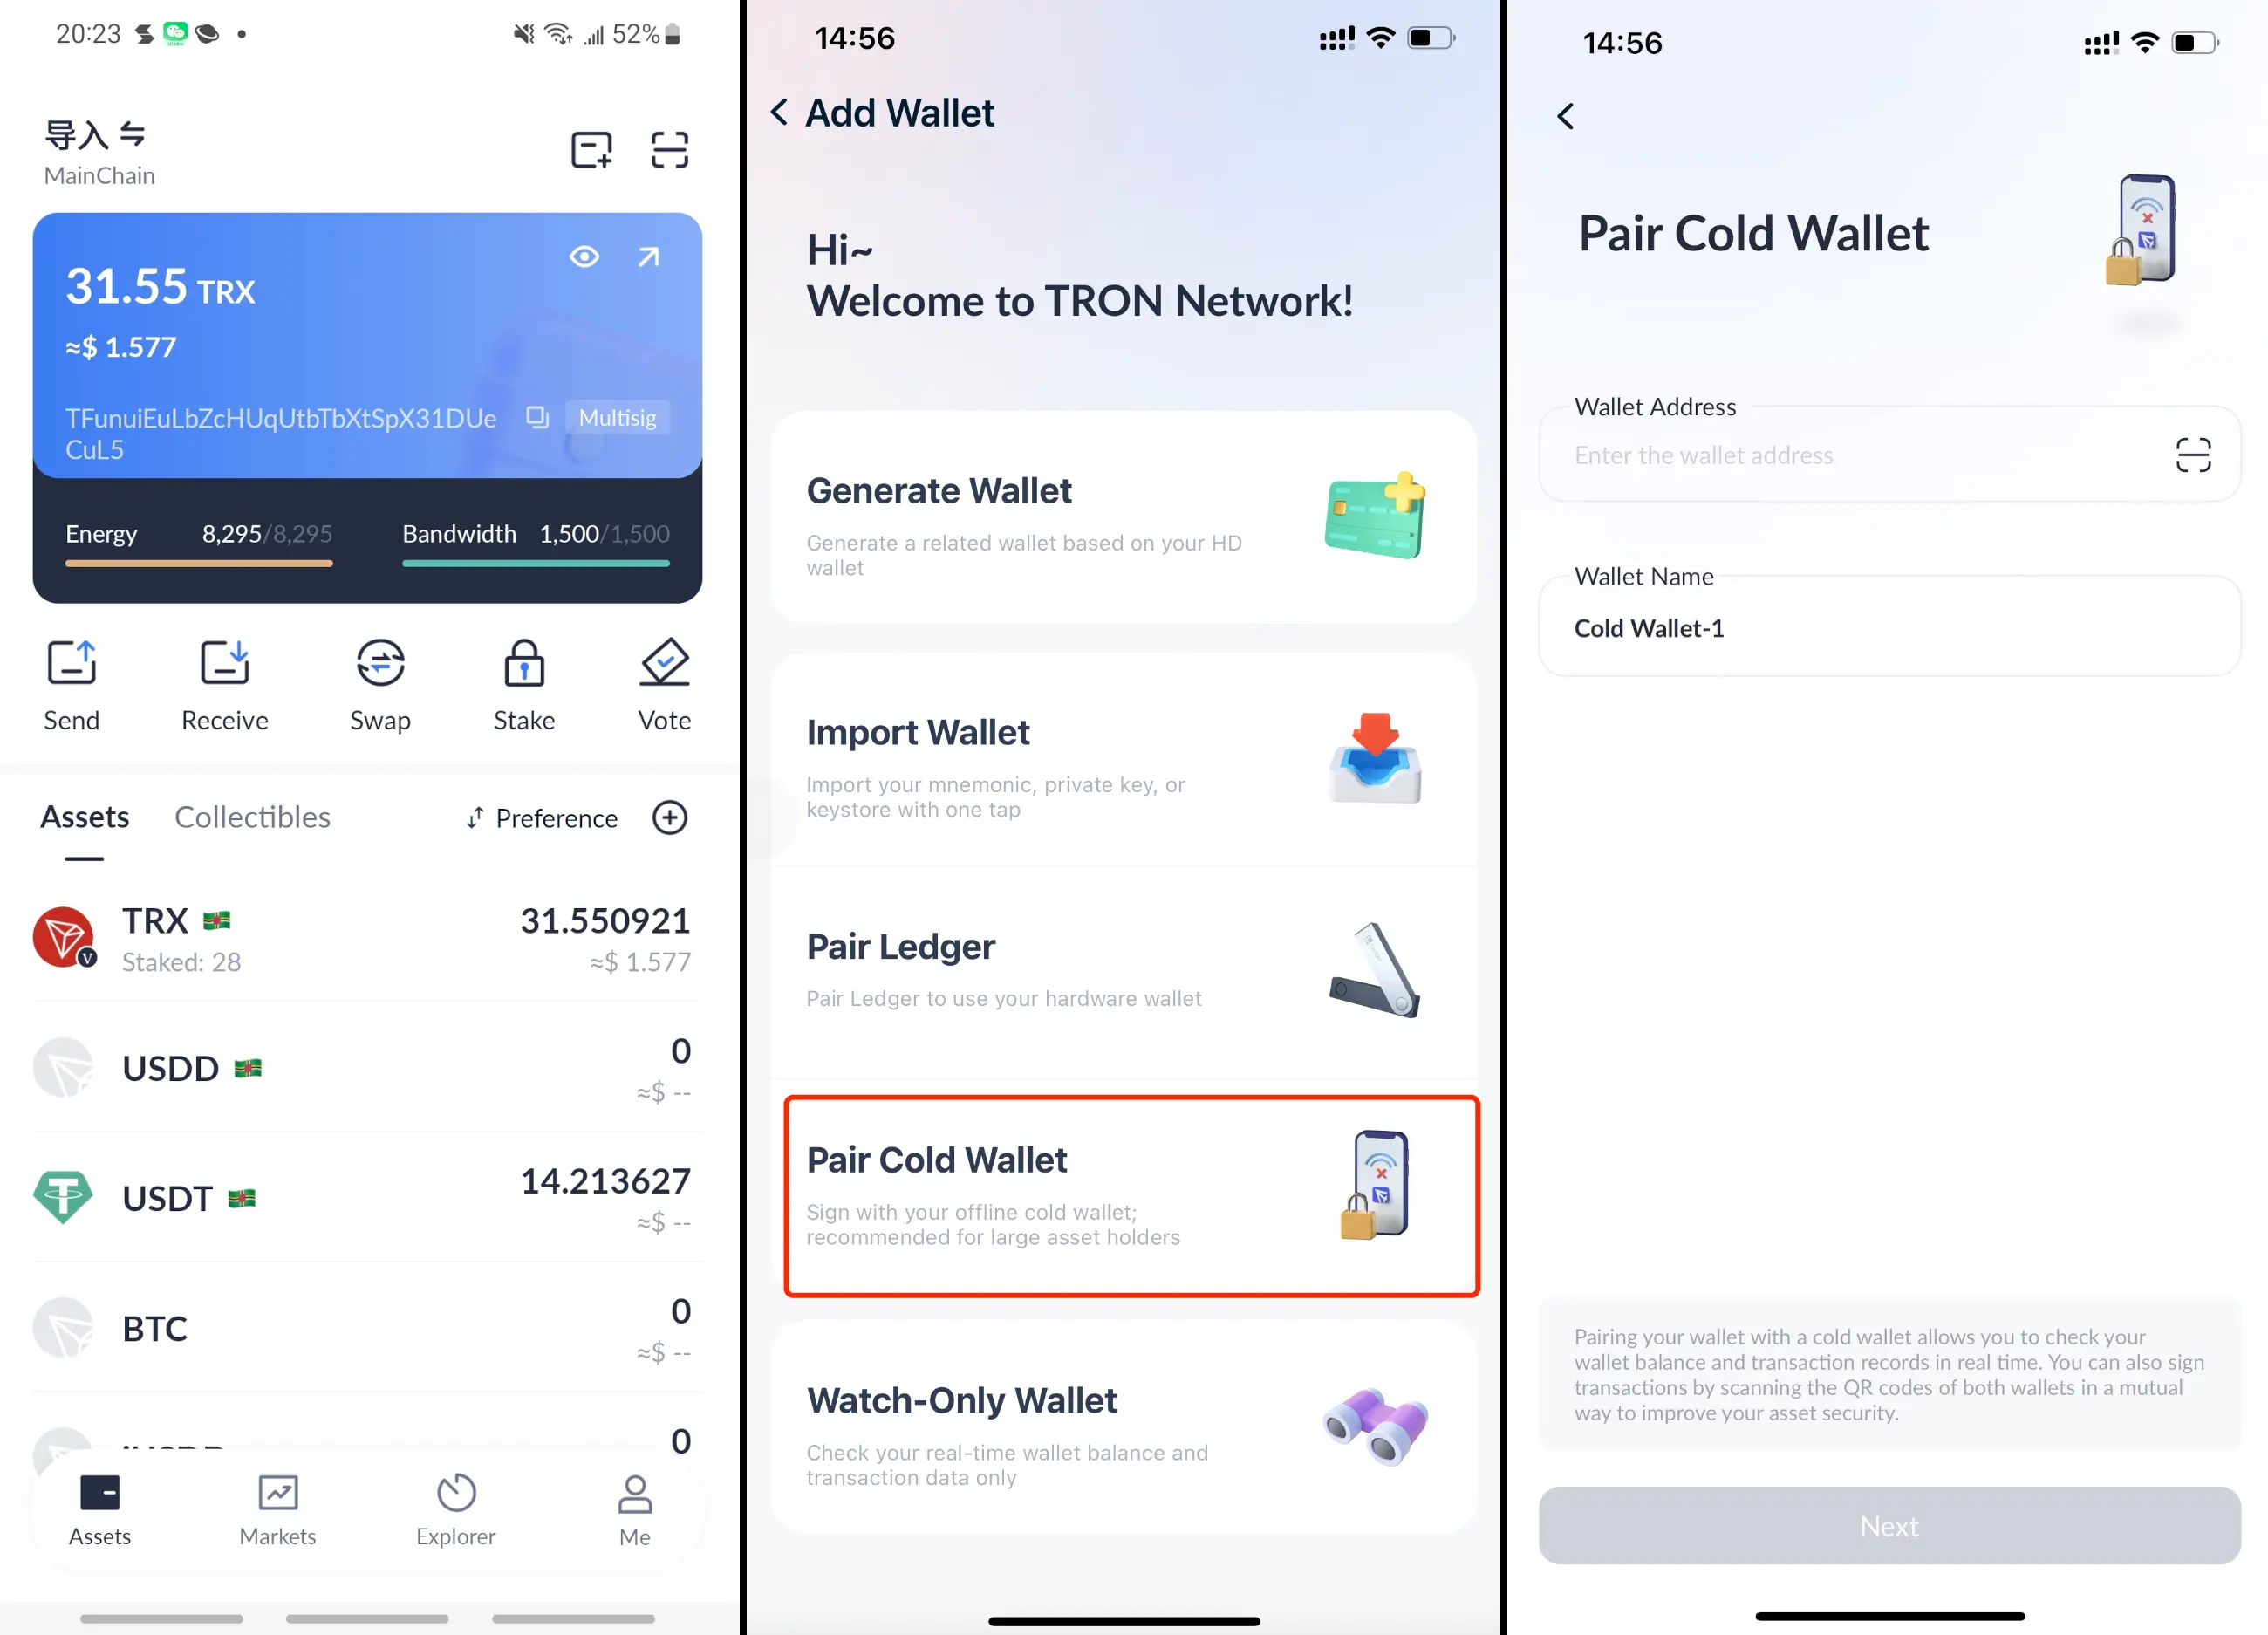 20:23
52%
导入
MainChain
31.55 TRX
≈$ 1.577
TFunuiEuLbZcHUqUtbTbXtSpX31DUe
CuL5
Multisig
Energy 8,295/8,295
Bandwidth 1,500/1,500
Send
Receive
Swap
Stake
Vote
Assets
Collectibles
Preference
TRX
31.550921
Staked: 28
≈$ 1.577
USDD
0
≈$ --
USDT
14.213627
≈$ --
BTC
0
≈$ --
0
Assets
Markets
Explorer
Me
14:56
Add Wallet
Hi~
Welcome to TRON Network!
Generate Wallet
Generate a related wallet based on your HD
wallet
Import Wallet
Import your mnemonic, private key, or
keystore with one tap
Pair Ledger
Pair Ledger to use your hardware wallet
Pair Cold Wallet
Sign with your offline cold wallet;
recommended for large asset holders
Watch-Only Wallet
Check your real-time wallet balance and
transaction data only
14:56
Pair Cold Wallet
Wallet Address
Enter the wallet address
Wallet Name
Cold Wallet-1
Pairing your wallet with a cold wallet allows you to check your
wallet balance and transaction records in real time. You can also sign
transactions by scanning the QR codes of both wallets in a mutual
way to improve your asset security.
Next